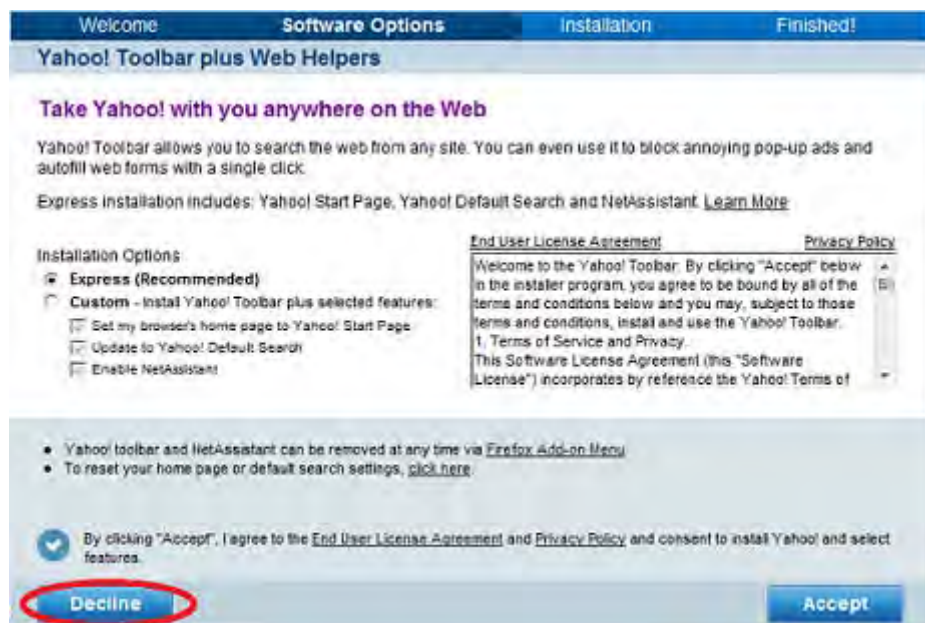 Welcome Software Options Installation Finished!
Yahoo! Toolbar plus Web Helpers
Take Yahoo! with you anywhere on the Web
Yahoo! Toolbar allows you to search the web from any site. You can even use it to block annoying pop-up ads and
autofill web forms with a single click.
Express installation includes: Yahoo! Start Page, Yahoo! Default Search and NetAssistant. Learn More
Installation Options
Express (Recommended)
Custom - Install Yahoo! Toolbar plus selected features:
Set my browser's home page to Yahoo! Start Page
Update to Yahoo! Default Search
Enable NetAssistant
End User License Agreement Privacy Policy
Welcome to the Yahoo! Toolbar. By clicking "Accept" below
in the installer program, you agree to be bound by all of the
terms and conditions below and you may, subject to those
terms and conditions, install and use the Yahoo! Toolbar.
1. Terms of Service and Privacy.
This Software License Agreement (this "Software
License") incorporates by reference the Yahoo! Terms of
Yahoo! toolbar and NetAssistant can be removed at any time via Firefox Add-on Menu
To reset your home page or default search settings, click here.
By clicking "Accept", I agree to the End User License Agreement and Privacy Policy and consent to install Yahoo! and select
features.
Decline Accept